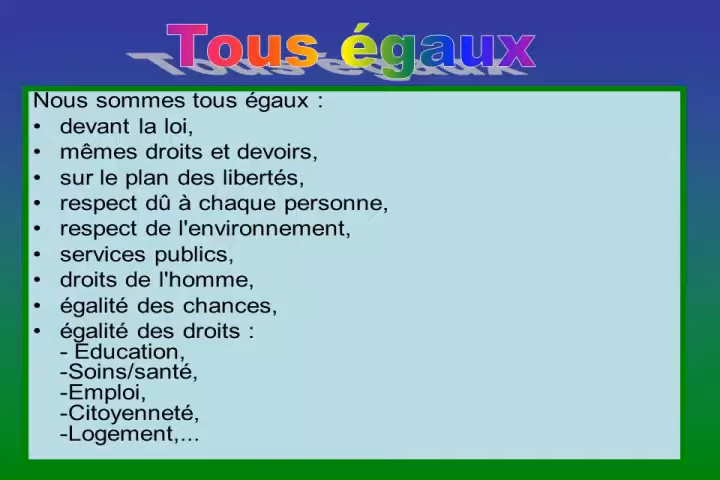 Tous égaux
Nous sommes tous égaux :
• devant la loi,
• mêmes droits et devoirs,
• sur le plan des libertés,
• respect dû à chaque personne,
• respect de l'environnement,
• services publics,
• droits de l'homme,
• égalité des chances,
• égalité des droits :
- Education,
-Soins/santé,
-Emploi,
-Citoyenneté,
-Logement,...